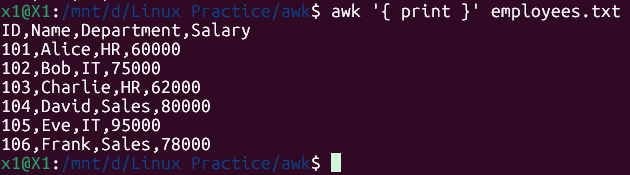 x1@X1:/mnt/d/Linux Practice/awk$ awk '{ print }' employees.txt
ID,Name,Department,Salary
101,Alice,HR,60000
102,Bob,IT,75000
103,Charlie,HR,62000
104,David,Sales,80000
105,Eve,IT,95000
106,Frank,Sales,78000
x1@X1:/mnt/d/Linux Practice/awk$